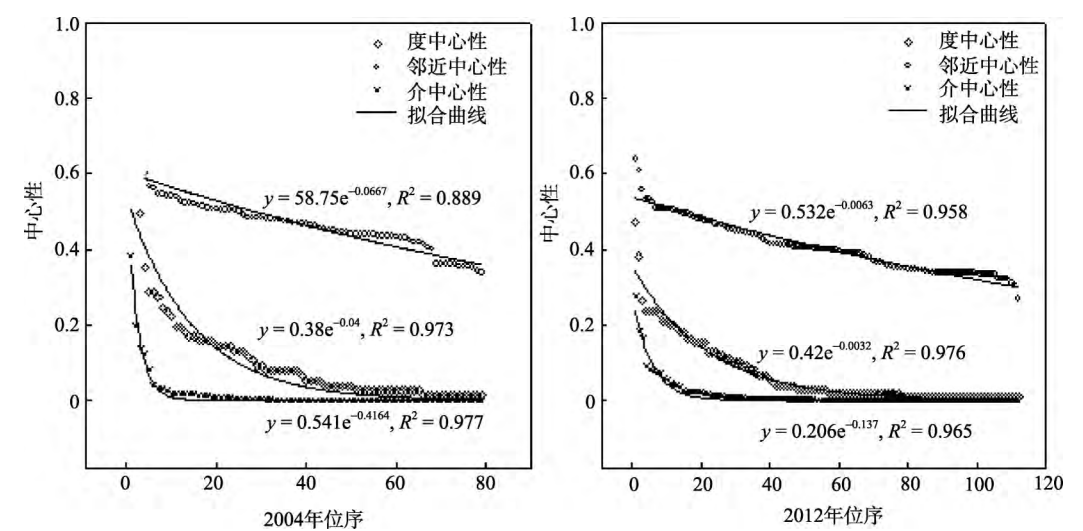 1.0
0.8
0.6
0.4
0.2
0
中心性
度中心性
邻近中心性
介中心性
拟合曲线
y = 58.75e^−0.0667, R² = 0.889
y = 0.38e^−0.04, R² = 0.973
y = 0.541e^−0.4164, R² = 0.977
0 20 40 60 80
2004年位序
1.0
0.8
0.6
0.4
0.2
0
中心性
度中心性
邻近中心性
介中心性
拟合曲线
y = 0.532e^−0.0063, R² = 0.958
y = 0.42e^−0.0032, R² = 0.976
y = 0.206e^−0.137, R² = 0.965
0 20 40 60 80 100 120
2012年位序